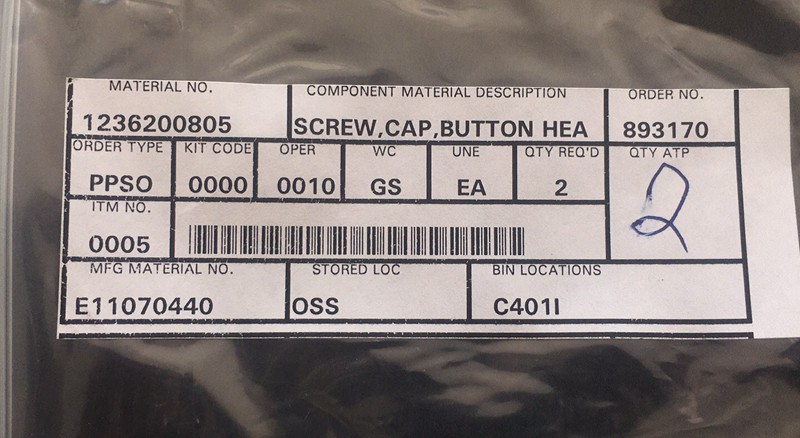 MATERIAL NO. COMPONENT MATERIAL DESCRIPTION ORDER NO.
1236200805 SCREW,CAP,BUTTON HEA 893170
ORDER TYPE KIT CODE OPER WC UNE QTY REQ'D QTY ATP
PPSO 0000 0010 GS EA 2 2
ITM NO.
0005
MFG MATERIAL NO. STORED LOC BIN LOCATIONS
E11070440 OSS C401I